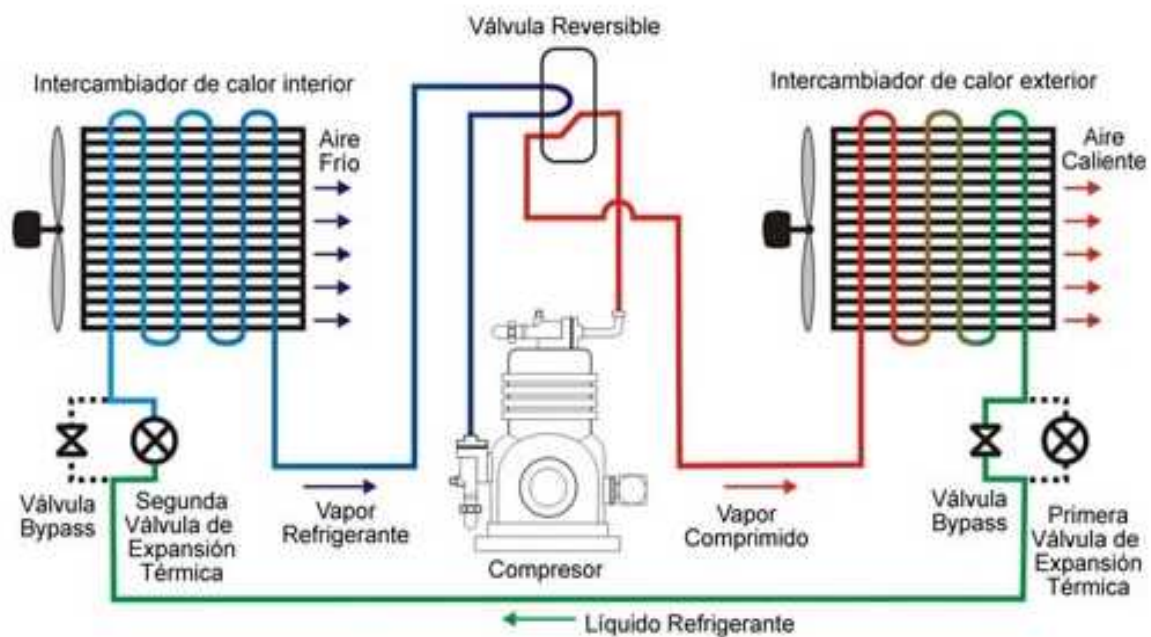 Válvula Reversible
Intercambiador de calor interior
Intercambiador de calor exterior
Aire
Frio
Aire
Caliente
Válvula
Bypass
Segunda
Válvula de
Expansión
Térmica
Vapor
Refrigerante
Compresor
Vapor
Comprimido
Válvula
Bypass
Primera
Válvula de
Expansión
Térmica
Líquido Refrigerante